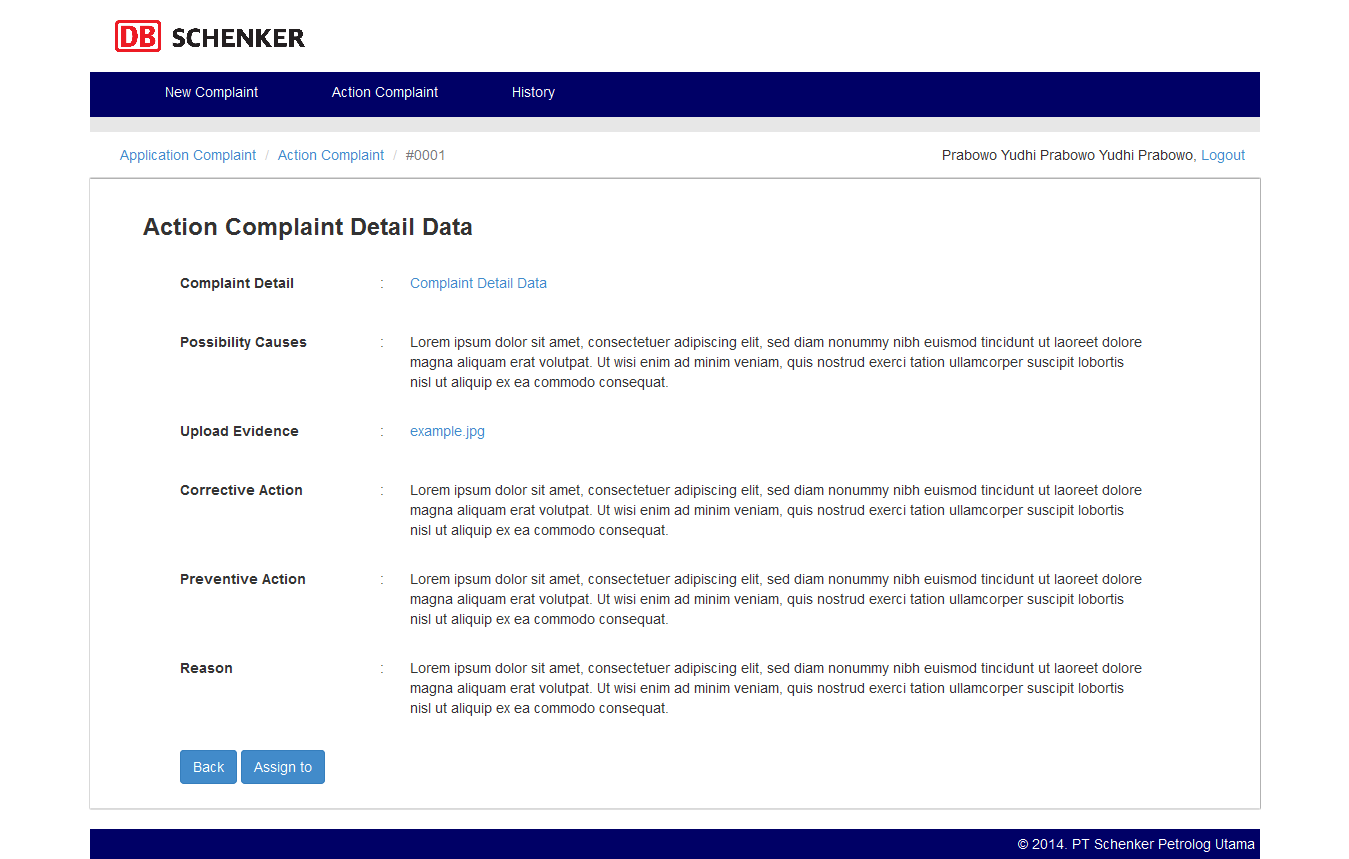 DB SCHENKER
New Complaint Action Complaint History
Application Complaint / Action Complaint / #0001 Prabowo Yudhi Prabowo Yudhi Prabowo, Logout
Action Complaint Detail Data
Complaint Detail : Complaint Detail Data
Possibility Causes : Lorem ipsum dolor sit amet, consectetuer adipiscing elit, sed diam nonummy nibh euismod tincidunt ut laoreet dolore
magna aliquam erat volutpat. Ut wisi enim ad minim veniam, quis nostrud exerci tation ullamcorper suscipit lobortis
nisl ut aliquip ex ea commodo consequat.
Upload Evidence : example.jpg
Corrective Action : Lorem ipsum dolor sit amet, consectetuer adipiscing elit, sed diam nonummy nibh euismod tincidunt ut laoreet dolore
magna aliquam erat volutpat. Ut wisi enim ad minim veniam, quis nostrud exerci tation ullamcorper suscipit lobortis
nisl ut aliquip ex ea commodo consequat.
Preventive Action : Lorem ipsum dolor sit amet, consectetuer adipiscing elit, sed diam nonummy nibh euismod tincidunt ut laoreet dolore
magna aliquam erat volutpat. Ut wisi enim ad minim veniam, quis nostrud exerci tation ullamcorper suscipit lobortis
nisl ut aliquip ex ea commodo consequat.
Reason : Lorem ipsum dolor sit amet, consectetuer adipiscing elit, sed diam nonummy nibh euismod tincidunt ut laoreet dolore
magna aliquam erat volutpat. Ut wisi enim ad minim veniam, quis nostrud exerci tation ullamcorper suscipit lobortis
nisl ut aliquip ex ea commodo consequat.
Back Assign to
© 2014. PT Schenker Petrolog Utama